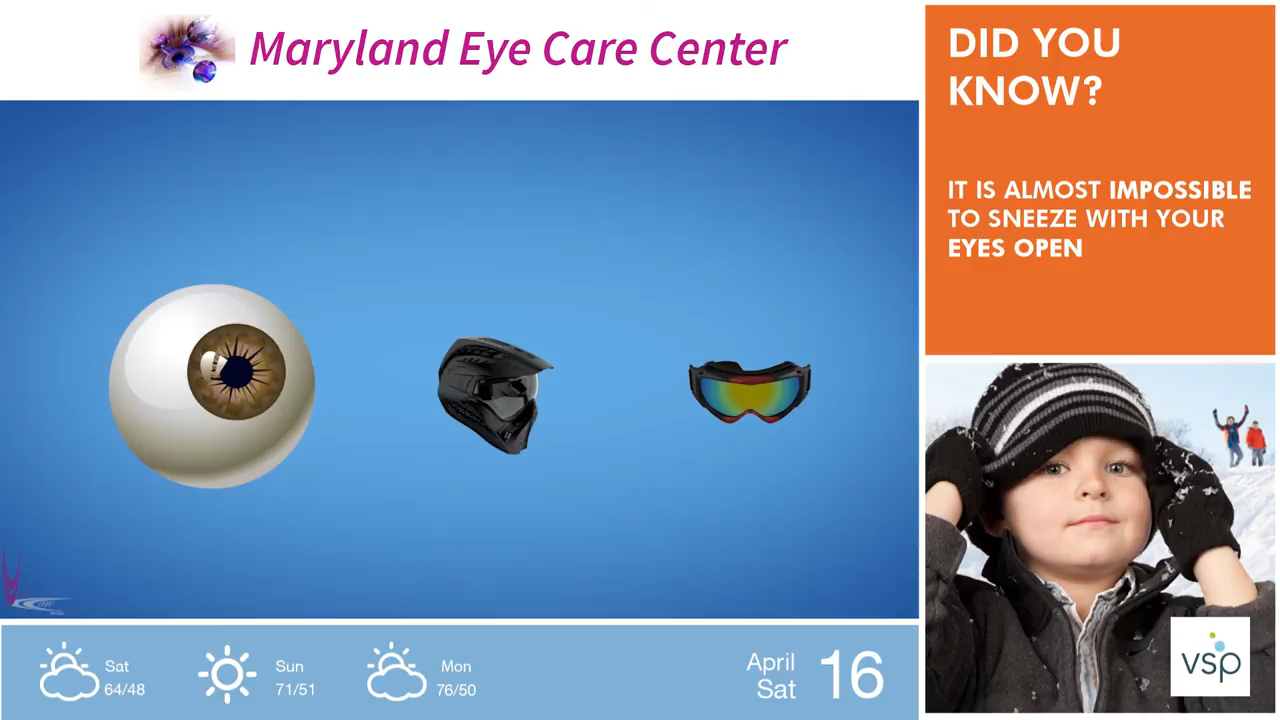 Maryland Eye Care Center
DID YOU
KNOW?
IT IS ALMOST IMPOSSIBLE
TO SNEEZE WITH YOUR
EYES OPEN
vsp
Sat
64/48
Sun
71/51
Mon
76/50
April
Sat
16